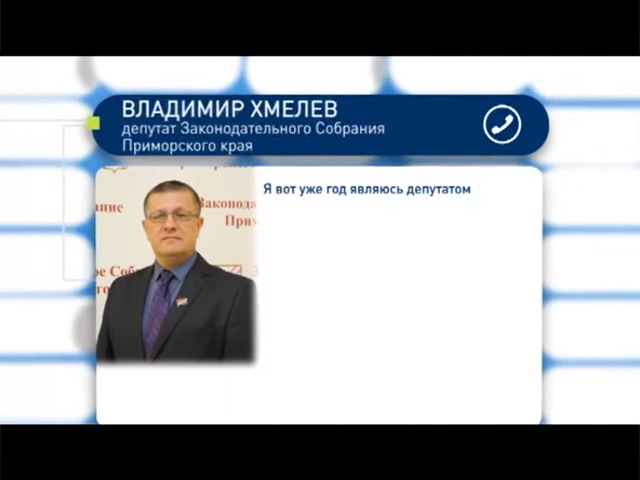 ВЛАДИМИР ХМЕЛЕВ
депутат Законодательного Собрания
Приморского края
Я вот уже год являюсь депутатом